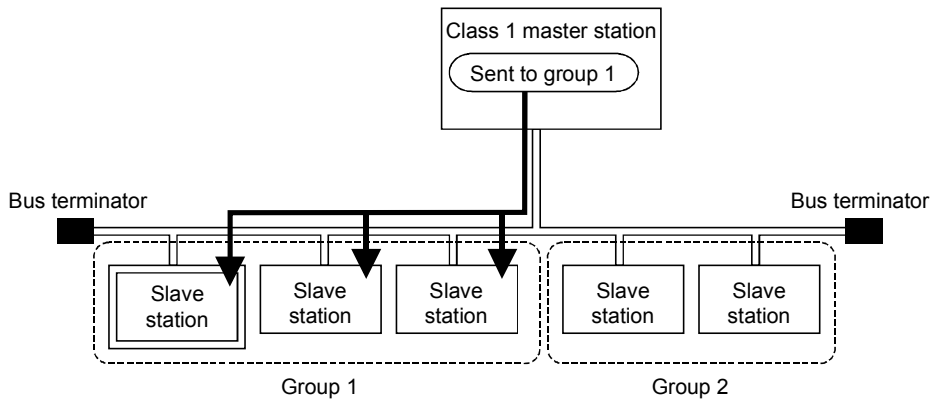 Class 1 master station
Sent to group 1
Bus terminator
Bus terminator
Slave
station
Slave
station
Slave
station
Slave
station
Slave
station
Group 1
Group 2